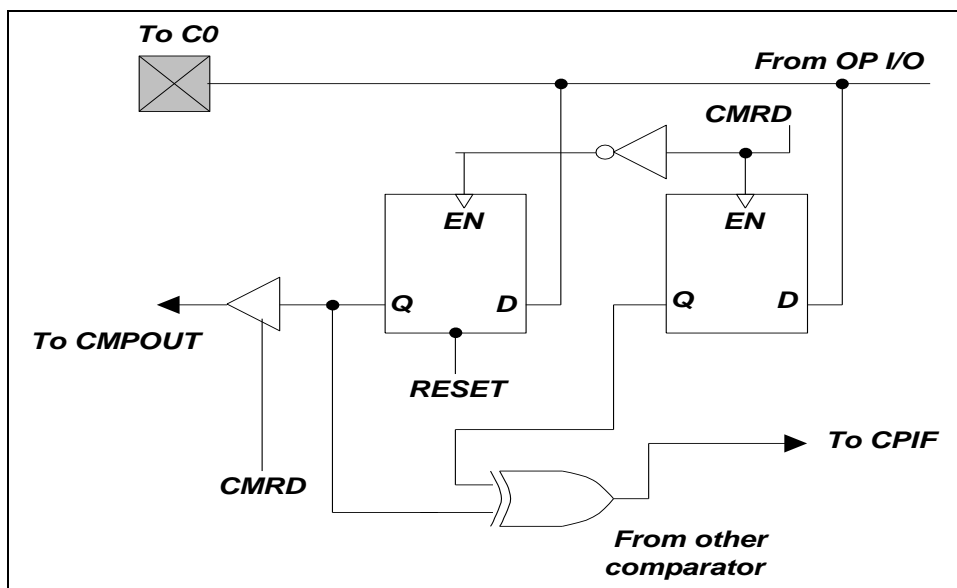 To C0
From OP I/O
CMRD
EN
EN
Q
D
Q
D
To CMPOUT
RESET
To CPIF
CMRD
From other
comparator